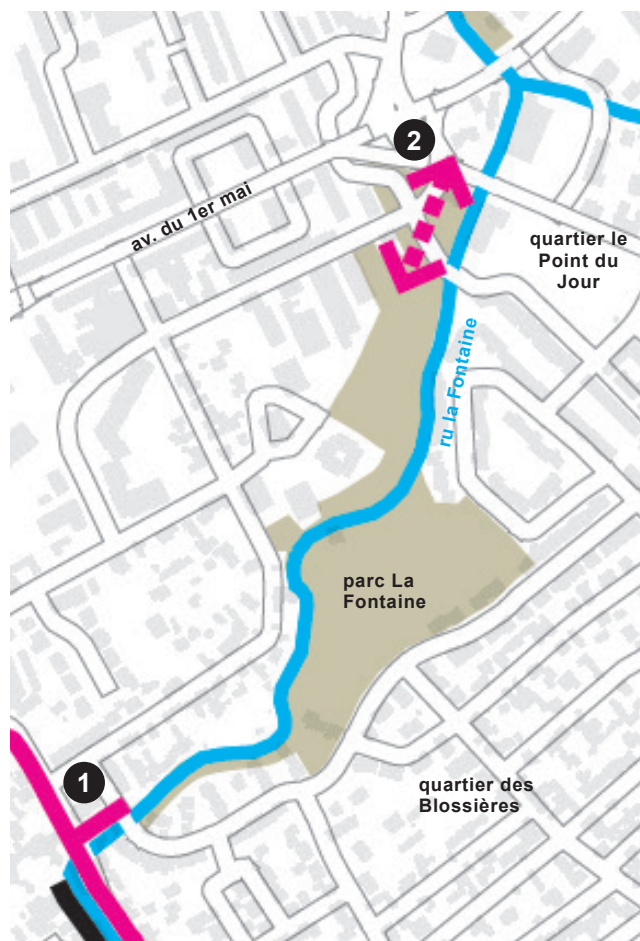 2
av. du 1er mai
quartier le
Point du
Jour
ru la Fontaine
parc La
Fontaine
1
quartier des
Blossières